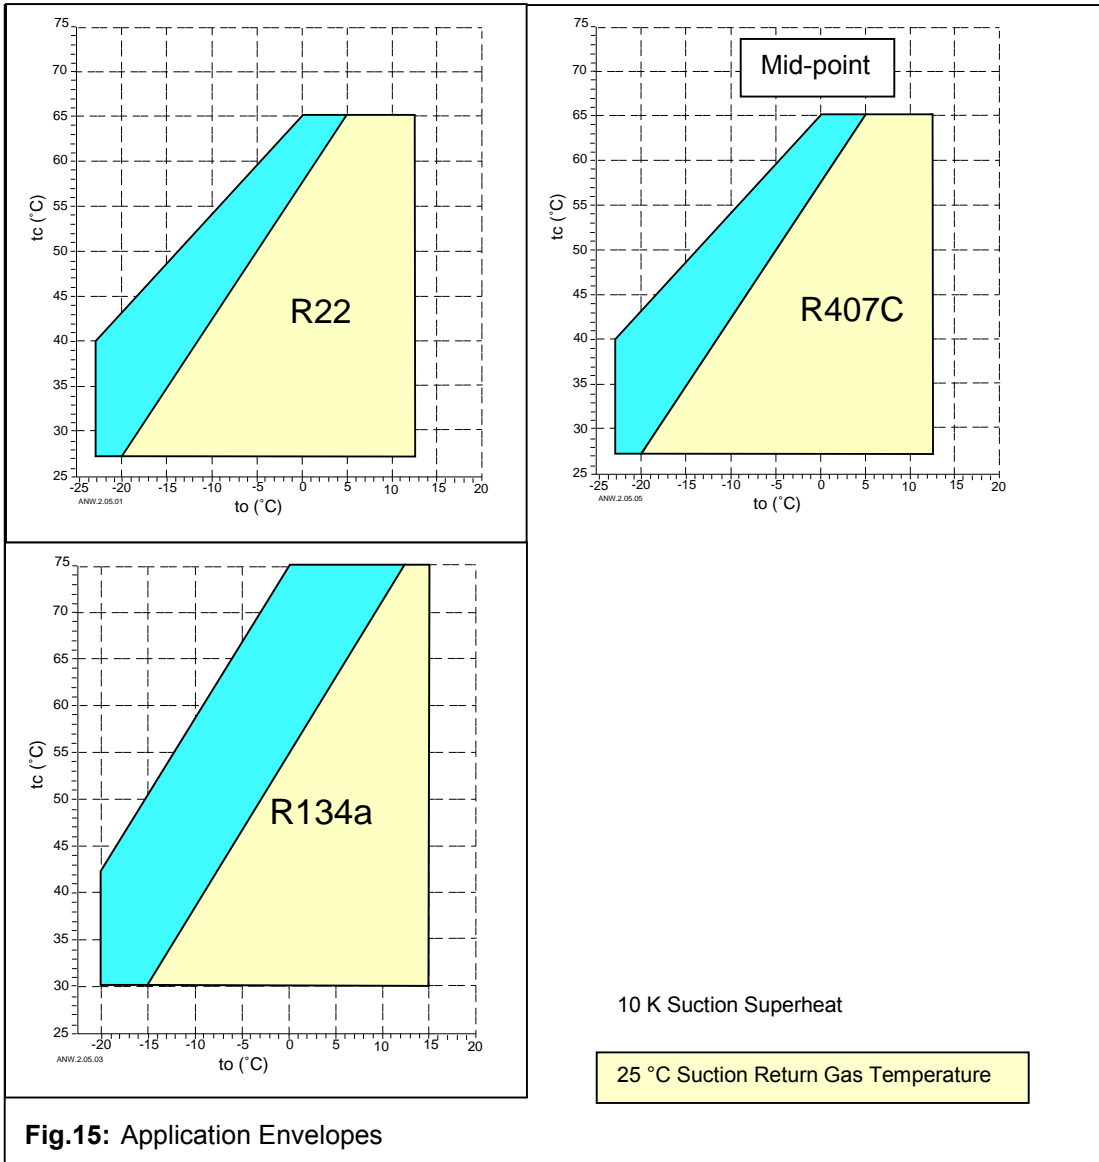 75
70
65
60
55
50
45
40
35
30
25
tc (˚C)
R22
-25 -20 -15 -10 -5 0 5 10 15 20
ANW.2.05.01
to (˚C)
75
70
65
60
55
50
45
40
35
30
25
tc (˚C)
Mid-point
R407C
-25 -20 -15 -10 -5 0 5 10 15 20
ANW.2.05.05
to (˚C)
75
70
65
60
55
50
45
40
35
30
25
tc (˚C)
R134a
-20 -15 -10 -5 0 5 10 15 20
ANW.2.05.03
to (˚C)
10 K Suction Superheat
25 °C Suction Return Gas Temperature
Fig.15: Application Envelopes